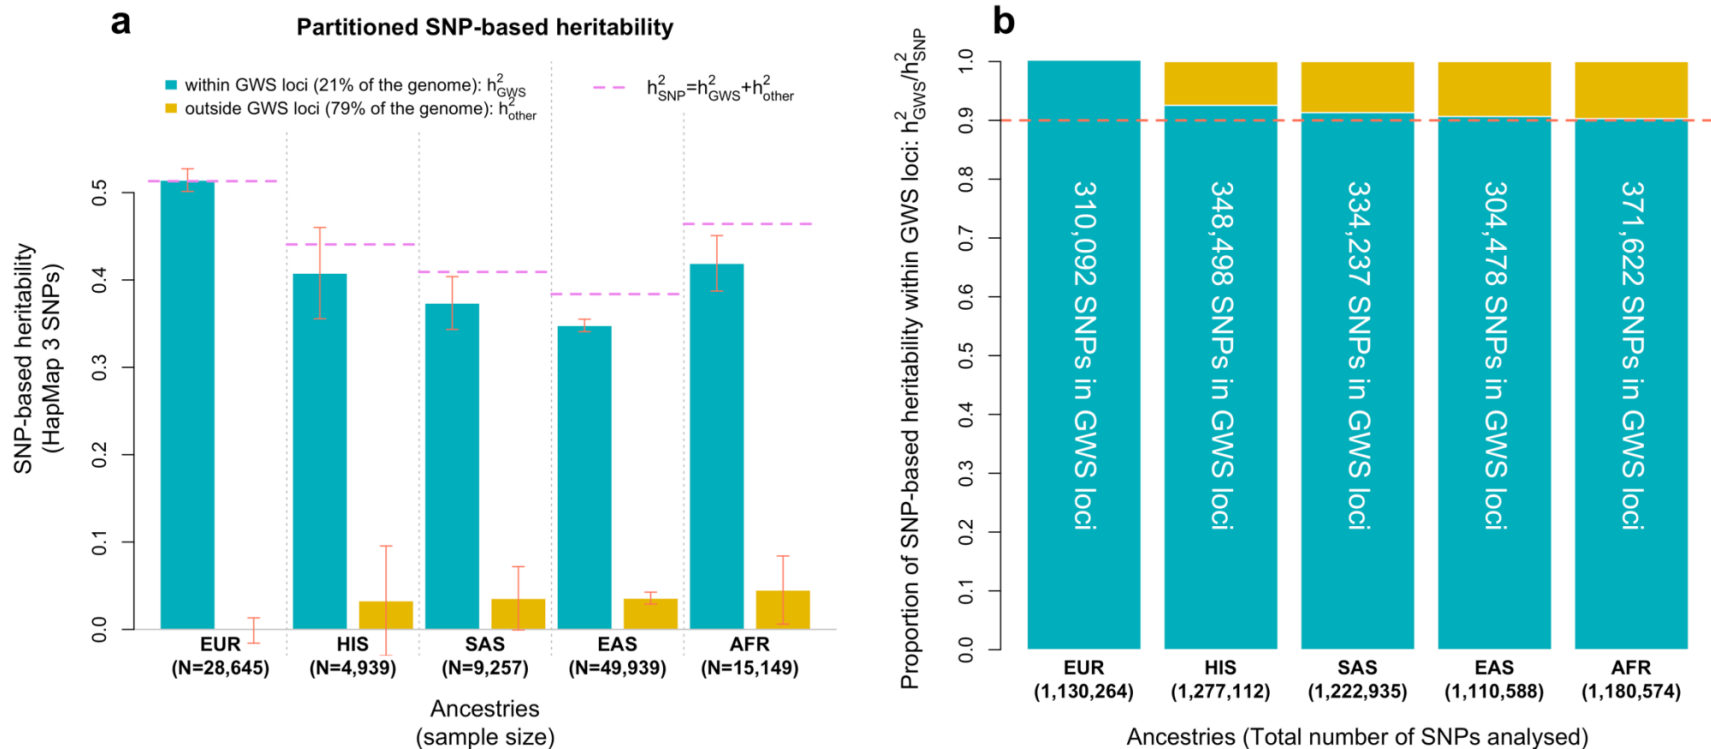 a
Partitioned SNP-based heritability
within GWS loci (21% of the genome): h²GWS
outside GWS loci (79% of the genome): h²other
h²SNP=h²GWS+h²other
SNP-based heritability
(HapMap 3 SNPs)
0.5
0.4
0.3
0.2
0.1
0.0
EUR
(N=28,645)
HIS
(N=4,939)
SAS
(N=9,257)
EAS
(N=49,939)
AFR
(N=15,149)
Ancestries
(sample size)
b
Proportion of SNP-based heritability within GWS loci: h²GWS/h²SNP
1.0
0.9
0.8
0.7
0.6
0.5
0.4
0.3
0.2
0.1
0.0
310,092 SNPs in GWS loci
348,498 SNPs in GWS loci
334,237 SNPs in GWS loci
304,478 SNPs in GWS loci
371,622 SNPs in GWS loci
EUR
(1,130,264)
HIS
(1,277,112)
SAS
(1,222,935)
EAS
(1,110,588)
AFR
(1,180,574)
Ancestries (Total number of SNPs analysed)